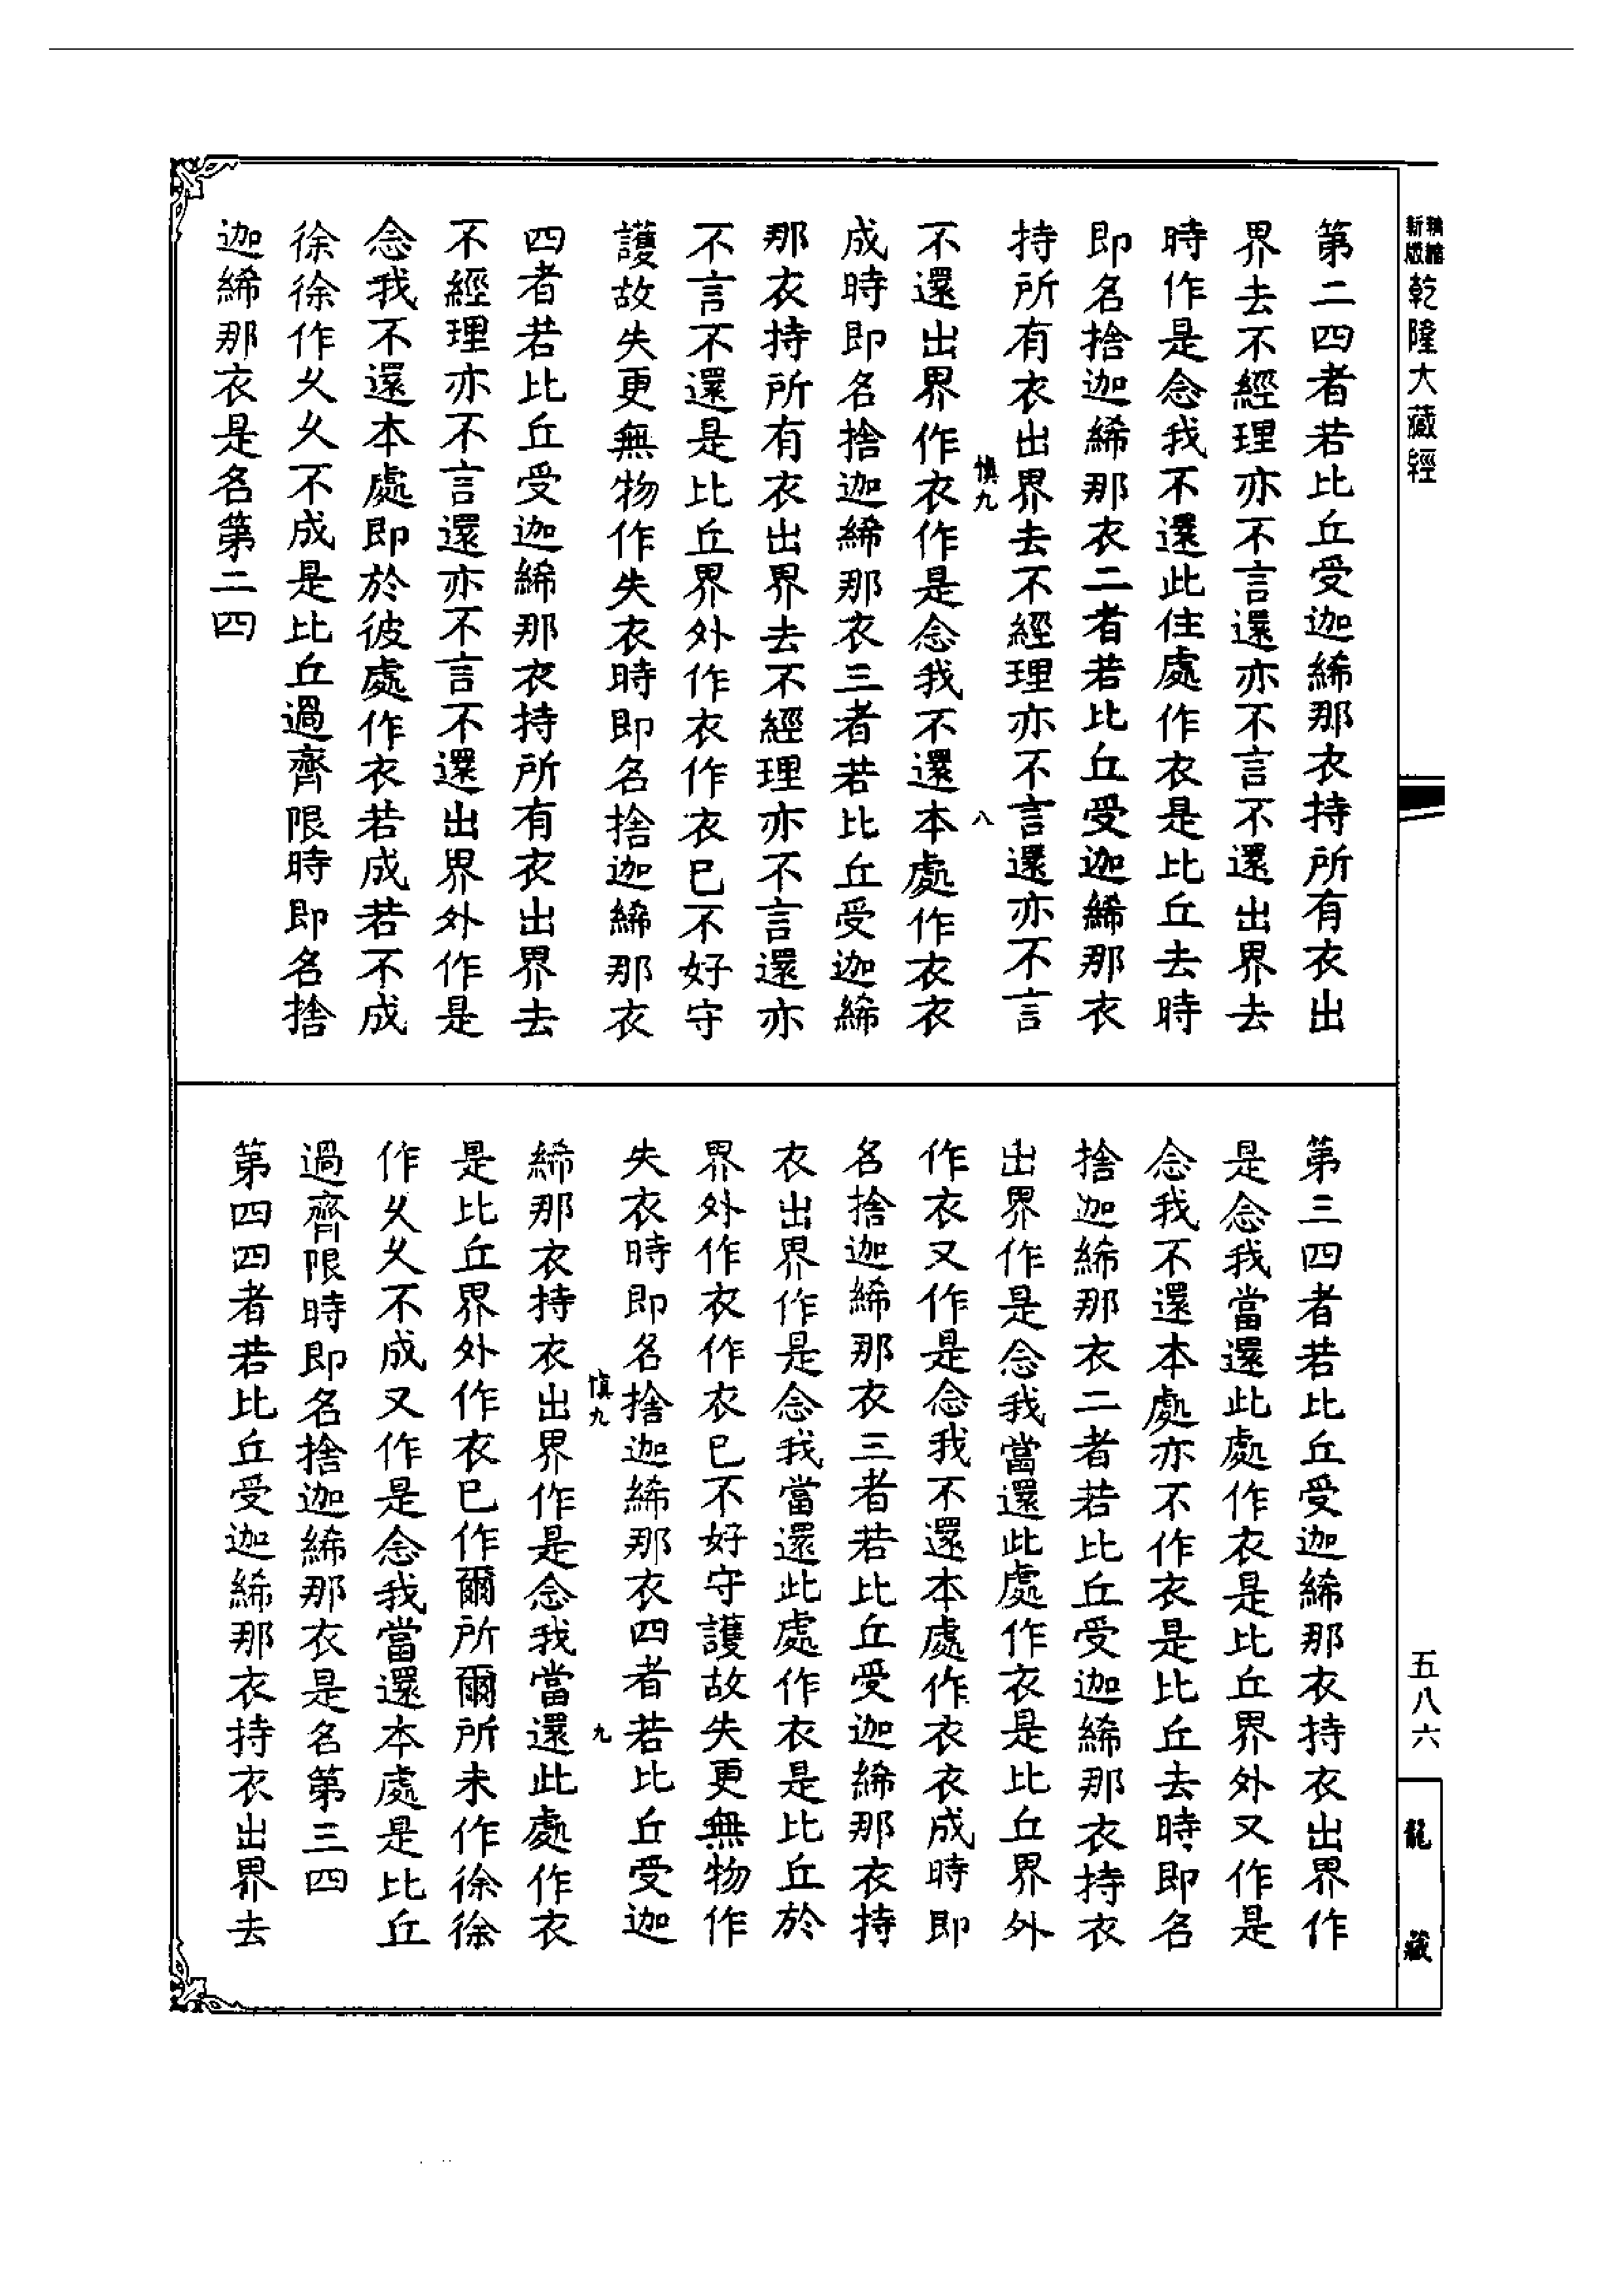 精縮新版 乾隆大藏經
第二四者若比丘受迦絺那衣持所有衣出
界去不經理亦不言還亦不言不還出界去
時作是念我不還此住處作衣是比丘去時
即名捨迦絺那衣二者若比丘受迦絺那衣
持所有衣出界去不經理亦不言還亦不言
慎九 八
不還出界作衣作是念我不還本處作衣衣
成時即名捨迦絺那衣三者若比丘受迦絺
那衣持所有衣出界去不經理亦不言還亦
不言不還是比丘界外作衣作衣已不好守
護故失更無物作失衣時即名捨迦絺那衣
四者若比丘受迦絺那衣持所有衣出界去
不經理亦不言還亦不言不還出界外作是
念我不還本處即於彼處作衣若成若不成
徐徐作久久不成是比丘過齊限時即名捨
迦絺那衣是名第二四
第三四者若比丘受迦絺那衣持衣出界作
是念我當還此處作衣是比丘界外又作是
念我不還本處亦不作衣是比丘去時即名
捨迦絺那衣二者若比丘受迦絺那衣持衣
出界作是念我當還此處作衣是比丘界外
作衣又作是念我不還本處作衣衣成時即
名捨迦絺那衣三者若比丘受迦絺那衣持
衣出界作是念我當還此處作衣是比丘於
界外作衣作衣已不好守護故失更無物作
失衣時即名捨迦絺那衣四者若比丘受迦
慎九 九
絺那衣持衣出界作是念我當還此處作衣
是比丘界外作衣已作爾所爾所未作徐徐
作久久不成又作是念我當還本處是比丘
過齊限時即名捨迦絺那衣是名第三四
第四四者若比丘受迦絺那衣持衣出界去
五八六
龍藏